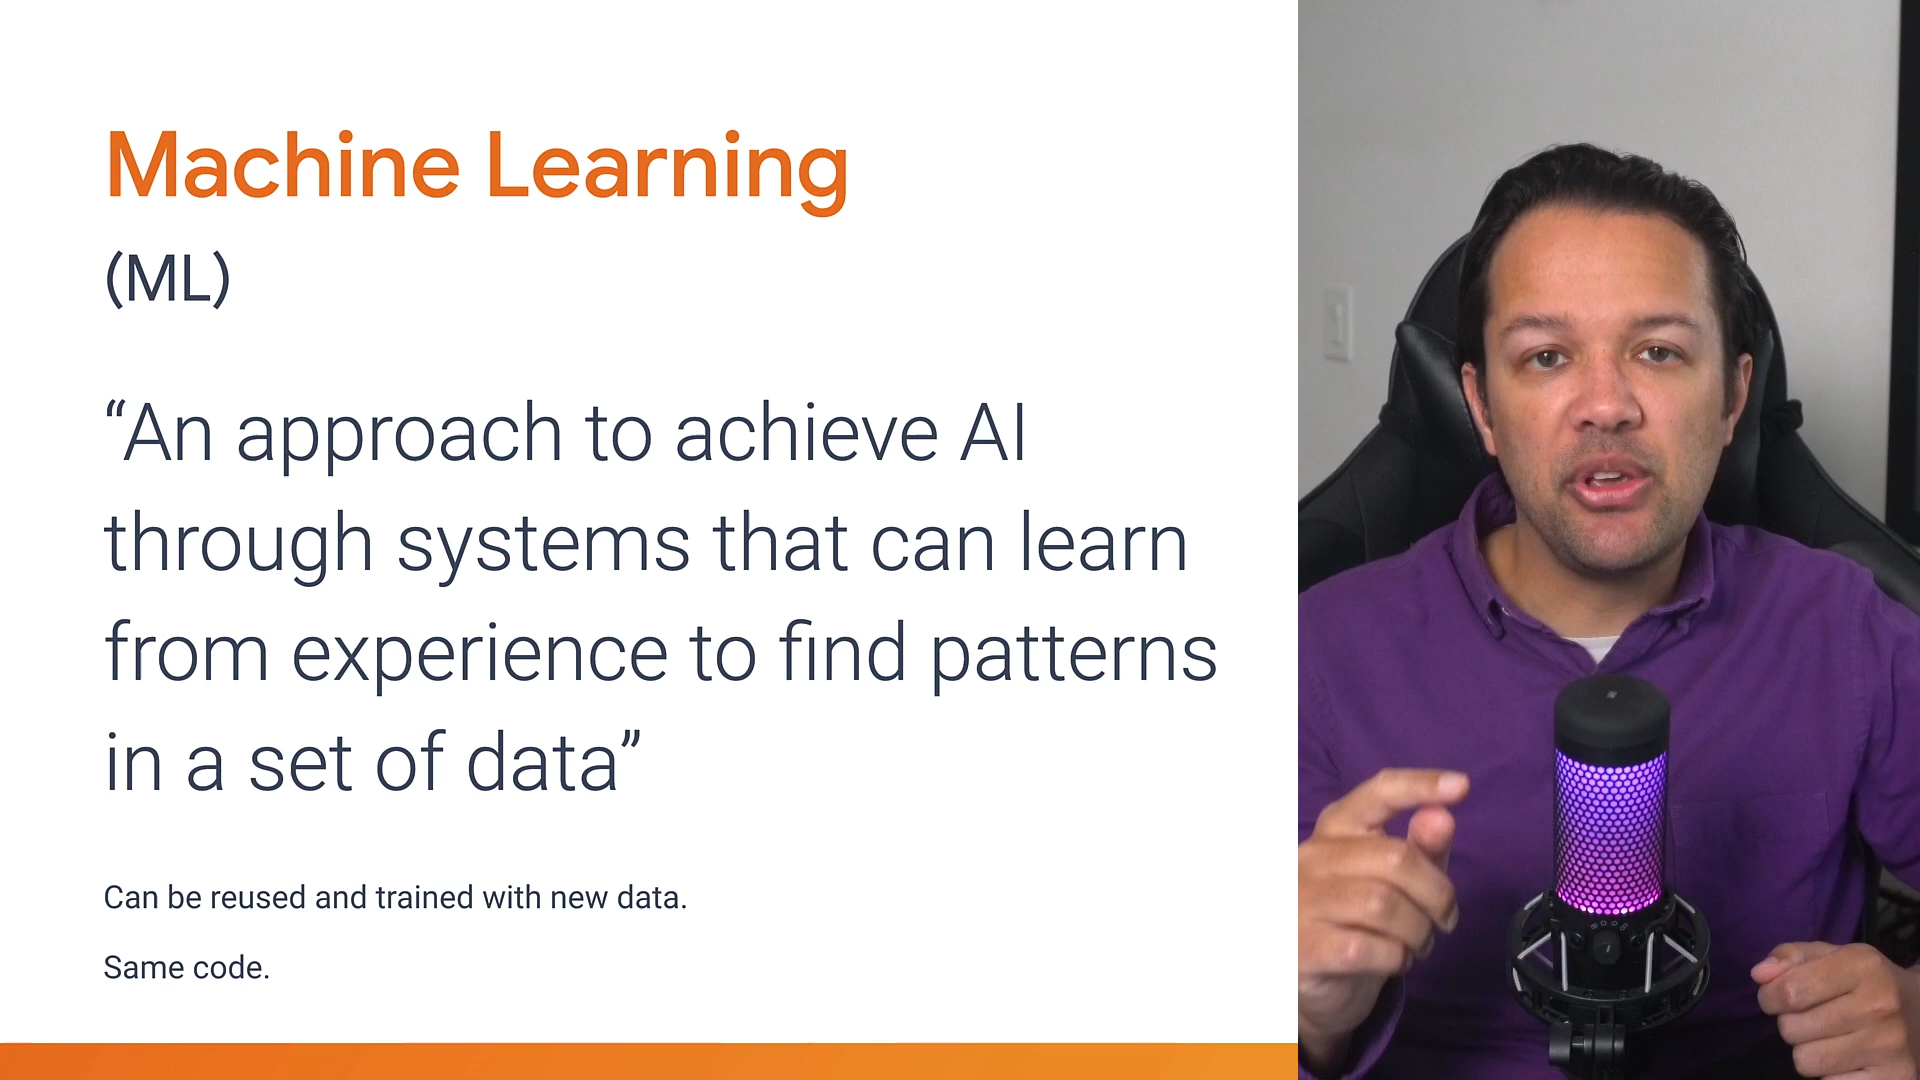 Machine Learning
(ML)
“An approach to achieve AI
through systems that can learn
from experience to find patterns
in a set of data”
Can be reused and trained with new data.
Same code.